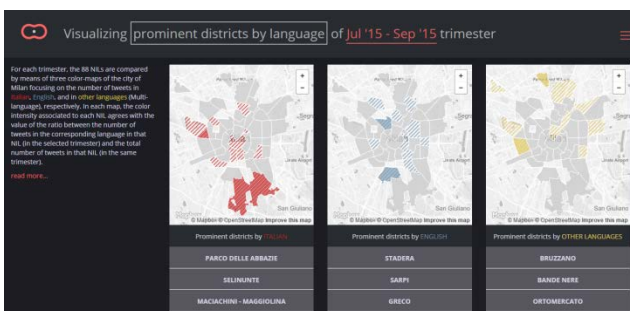 Visualizing prominent districts by language of Jul '15 - Sep '15 trimester
For each trimester, the 88 NILs are compared
by means of three color-maps of the city of
Milan focusing on the number of tweets in
Italian, English, and in other languages (Multi-
language), respectively. In each map, the color
intensity associated to each NIL agrees with the
value of the ratio between the number of
tweets in the corresponding language in that
NIL (in the selected trimester) and the total
number of tweets in that NIL (in the same
trimester).
read more...
+
-
San Giuliano
© Mapbox © OpenStreetMap Improve this map
Prominent districts by ITALIAN
PARCO DELLE ABBAZIE
SELINUNTE
MACIACHINI - MAGGIOLINA
+
-
San Giuliano
© Mapbox © OpenStreetMap Improve this map
Prominent districts by ENGLISH
STADERA
SARPI
GRECO
+
-
San Giuliano
© Mapbox © OpenStreetMap Improve this map
Prominent districts by OTHER LANGUAGES
BRUZZANO
BANDE NERE
ORTOMERCATO